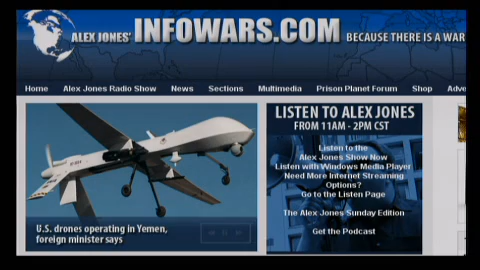 ALEX JONES' INFOWARS.COM BECAUSE THERE IS A WAR
Home Alex Jones Radio Show News Sections Multimedia Prison Planet Forum Shop Adve
LISTEN TO ALEX JONES
FROM 11AM - 2PM CST
Listen to the
Alex Jones Show Now
Listen with Windows Media Player
Need More Internet Streaming
Options?
Go to the Listen Page
The Alex Jones Sunday Edition
Get the Podcast
U.S. drones operating in Yemen,
foreign minister says